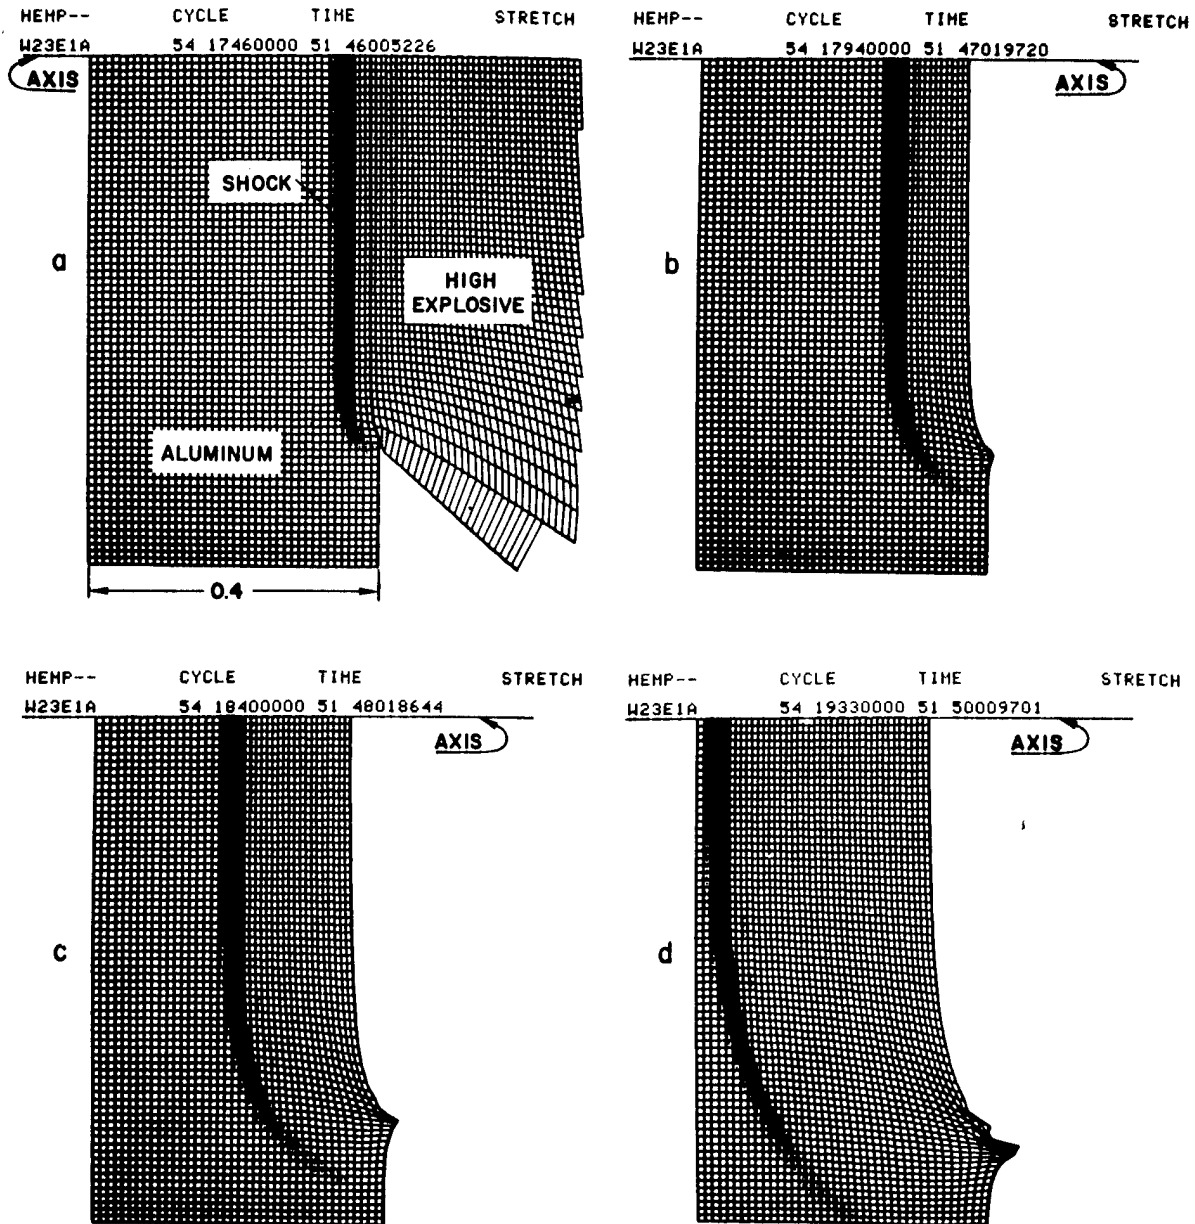 HEMP-- CYCLE TIME STRETCH
W23E1A 54 17460000 51 46005226
AXIS
SHOCK
a
HIGH
EXPLOSIVE
ALUMINUM
0.4
HEMP-- CYCLE TIME STRETCH
W23E1A 54 17940000 51 47019720
AXIS
b
HEMP-- CYCLE TIME STRETCH
W23E1A 54 18400000 51 48018644
AXIS
c
HEMP-- CYCLE TIME STRETCH
W23E1A 54 19330000 51 50009701
AXIS
d